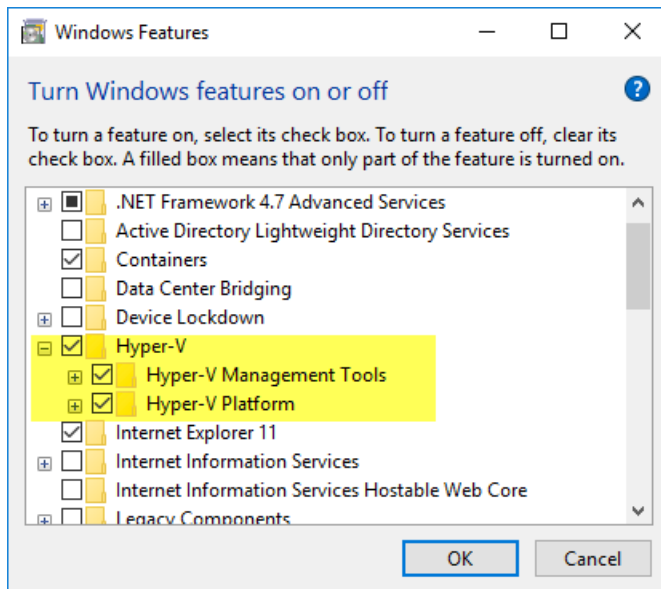 Windows Features
Turn Windows features on or off
?
To turn a feature on, select its check box. To turn a feature off, clear its
check box. A filled box means that only part of the feature is turned on.
.NET Framework 4.7 Advanced Services
Active Directory Lightweight Directory Services
Containers
Data Center Bridging
Device Lockdown
Hyper-V
Hyper-V Management Tools
Hyper-V Platform
Internet Explorer 11
Internet Information Services
Internet Information Services Hostable Web Core
Legacy Components
OK Cancel